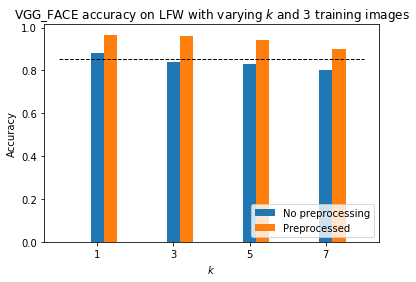 VGG_FACE accuracy on LFW with varying k and 3 training images
1.0
0.8
0.6
0.4
0.2
0.0
Accuracy
1 3 5 7
k
No preprocessing
Preprocessed